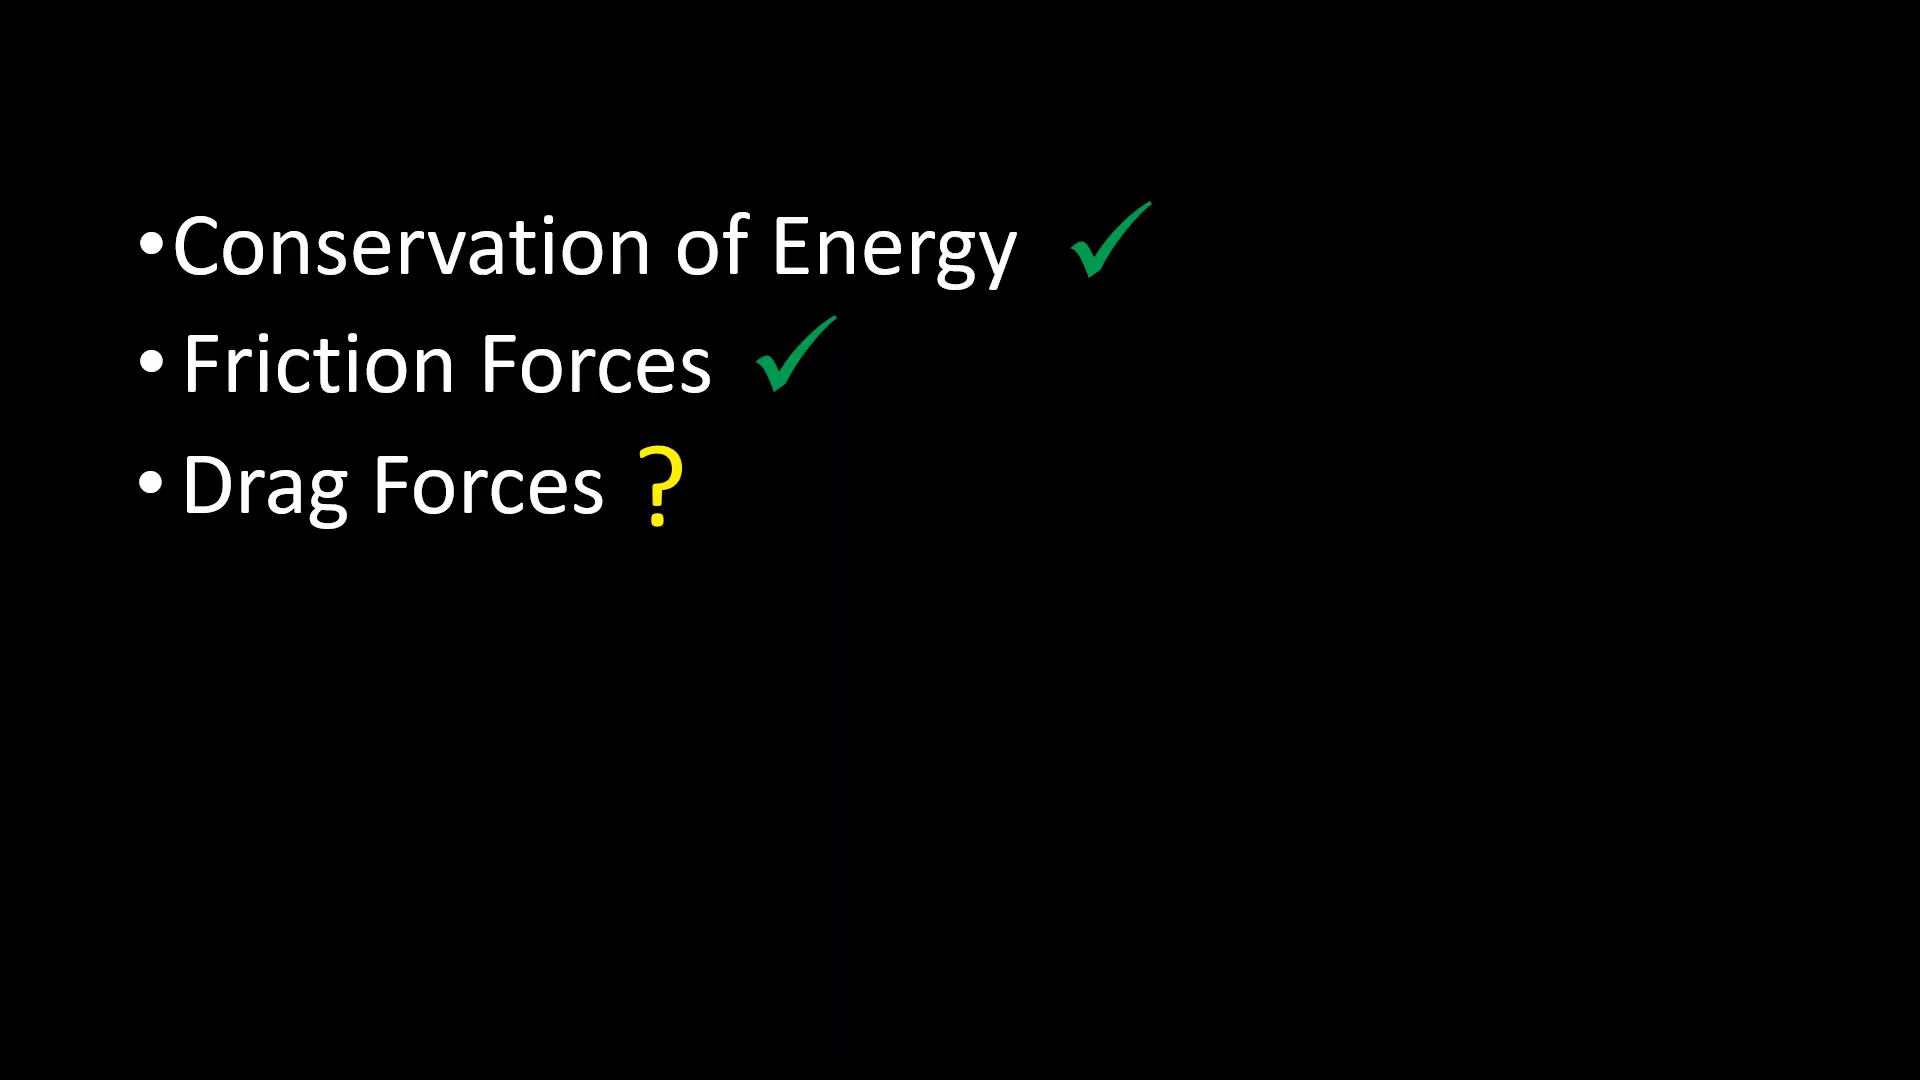 •Conservation of Energy ✓
• Friction Forces ✓
• Drag Forces ?